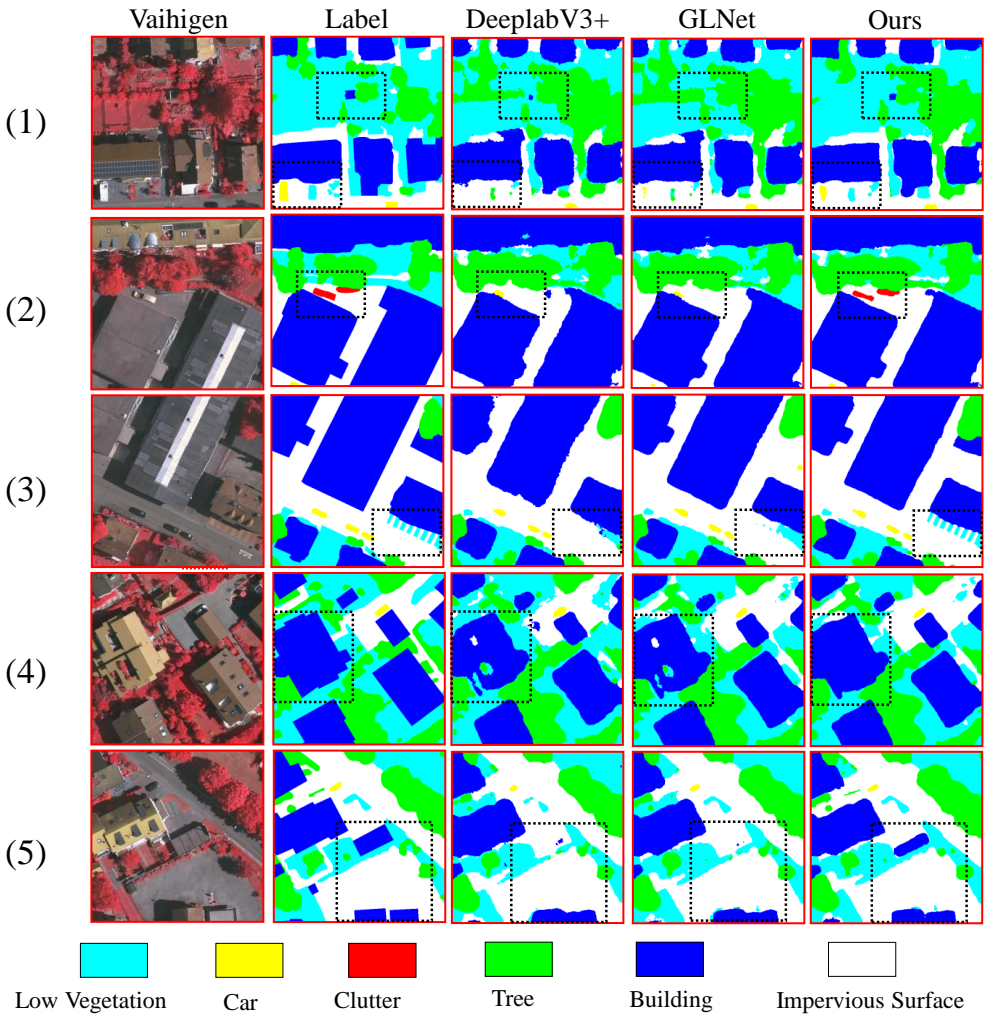 Vaihigen Label DeeplabV3+ GLNet Ours
(1)
(2)
(3)
(4)
(5)
Low Vegetation Car Clutter Tree Building Impervious Surface